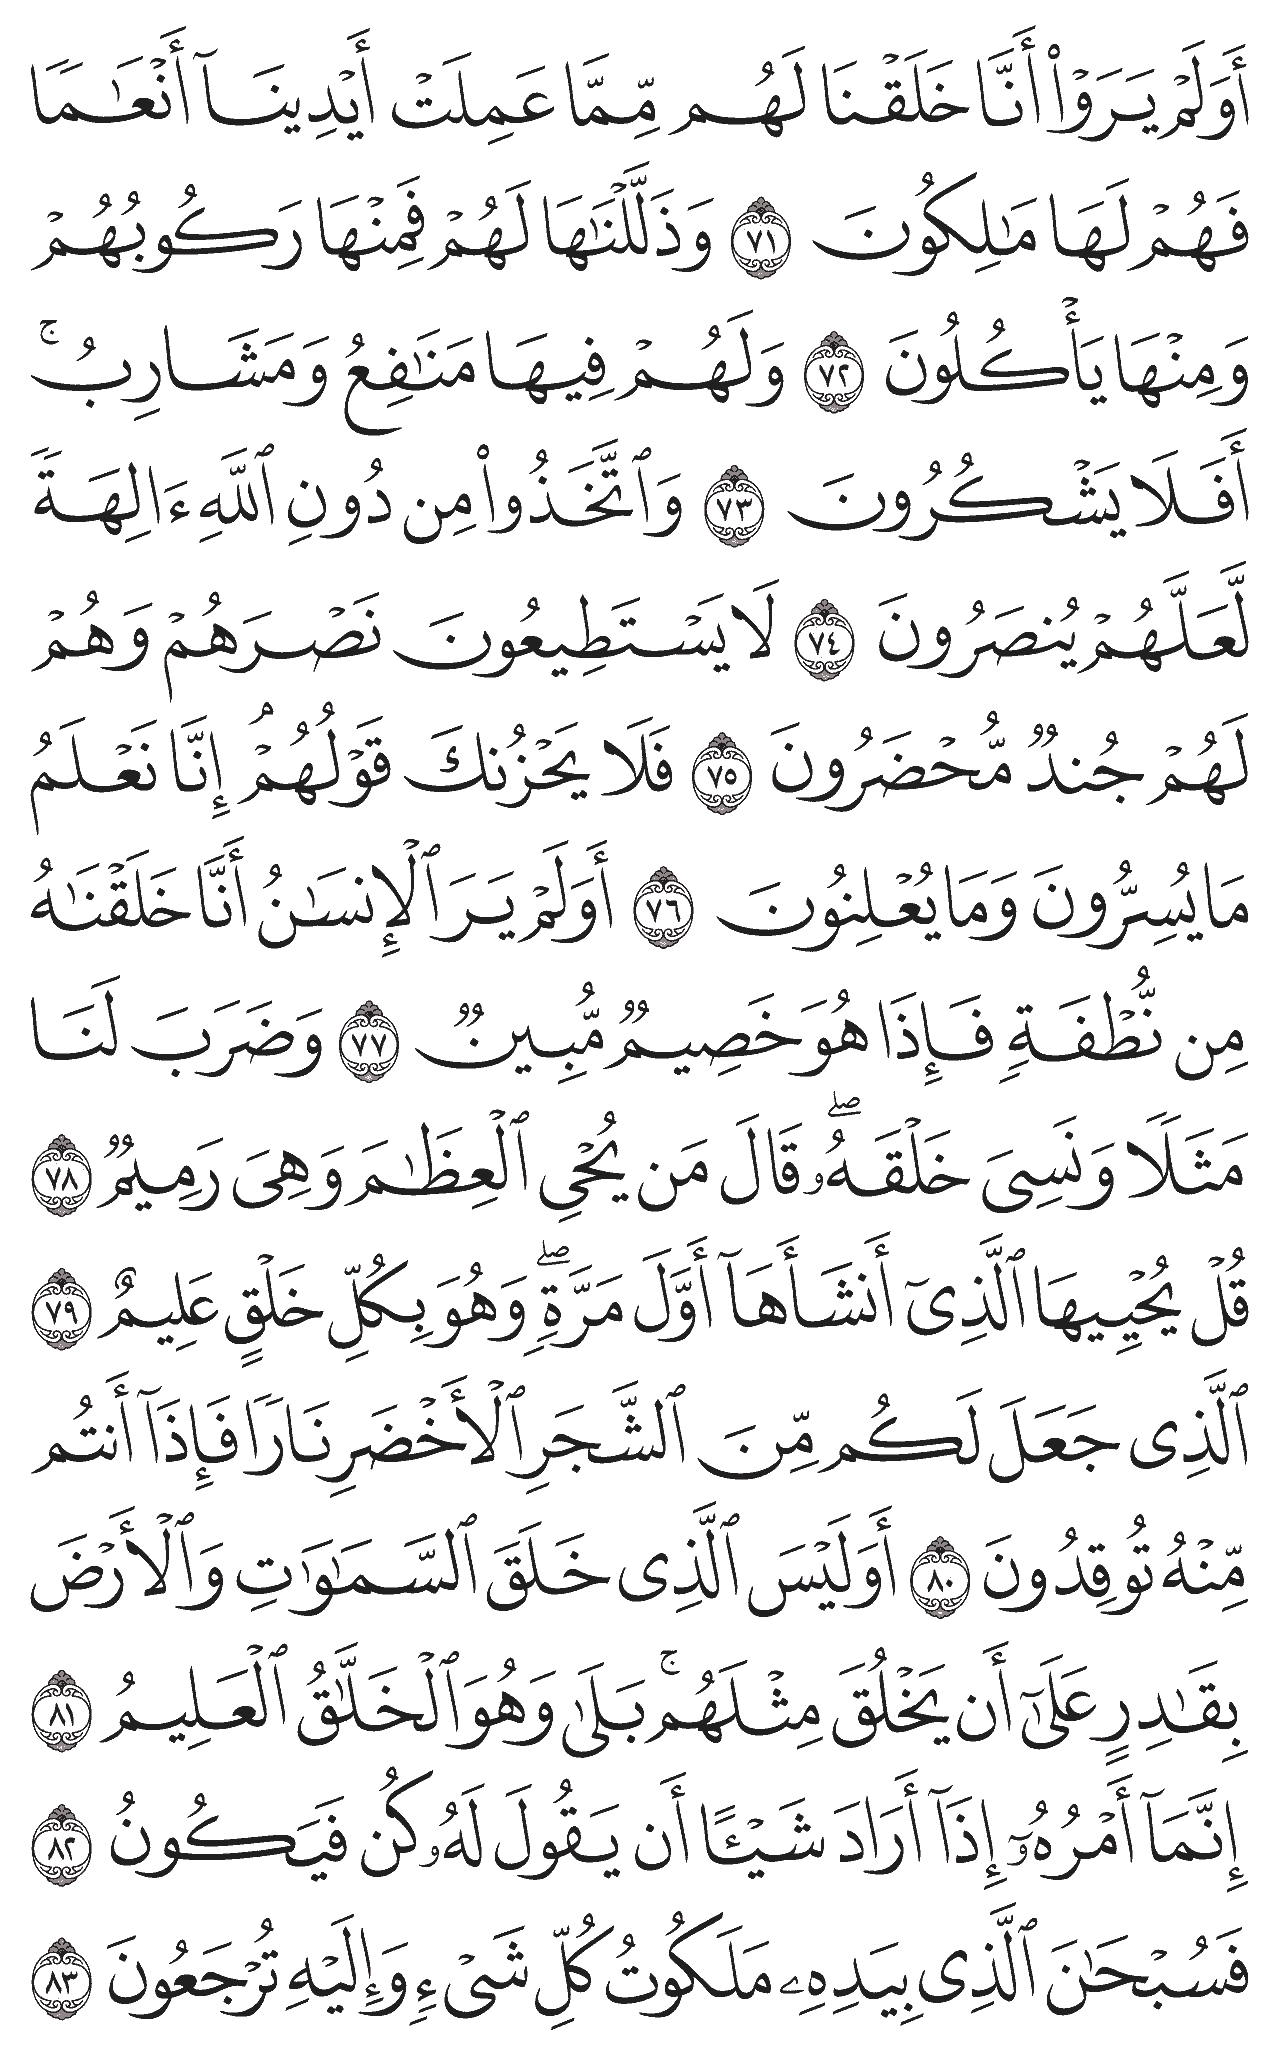 أَوَلَمْ يَرَوْا۟ أَنَّا خَلَقْنَا لَهُم مِّمَّا عَمِلَتْ أَيْدِينَآ أَنْعَـٰمًا
فَهُمْ لَهَا مَـٰلِكُونَ ٧١ وَذَلَّلْنَـٰهَا لَهُمْ فَمِنْهَا رَكُوبُهُمْ
وَمِنْهَا يَأْكُلُونَ ٧٢ وَلَهُمْ فِيهَا مَنَـٰفِعُ وَمَشَارِبُ ۚ
أَفَلَا يَشْكُرُونَ ٧٣ وَٱتَّخَذُوا۟ مِن دُونِ ٱللَّهِ ءَالِهَةً
لَّعَلَّهُمْ يُنصَرُونَ ٧٤ لَا يَسْتَطِيعُونَ نَصْرَهُمْ وَهُمْ
لَهُمْ جُندٌ مُّحْضَرُونَ ٧٥ فَلَا يَحْزُنكَ قَوْلُهُمْ ۘ إِنَّا نَعْلَمُ
مَا يُسِرُّونَ وَمَا يُعْلِنُونَ ٧٦ أَوَلَمْ يَرَ ٱلْإِنسَـٰنُ أَنَّا خَلَقْنَـٰهُ
مِن نُّطْفَةٍ فَإِذَا هُوَ خَصِيمٌ مُّبِينٌ ٧٧ وَضَرَبَ لَنَا
مَثَلًا وَنَسِىَ خَلْقَهُۥ ۖ قَالَ مَن يُحْىِ ٱلْعِظَـٰمَ وَهِىَ رَمِيمٌ ٧٨
قُلْ يُحْيِيهَا ٱلَّذِىٓ أَنشَأَهَآ أَوَّلَ مَرَّةٍ ۖ وَهُوَ بِكُلِّ خَلْقٍ عَلِيمٌ ٧٩
ٱلَّذِى جَعَلَ لَكُم مِّنَ ٱلشَّجَرِ ٱلْأَخْضَرِ نَارًا فَإِذَآ أَنتُم
مِّنْهُ تُوقِدُونَ ٨٠ أَوَلَيْسَ ٱلَّذِى خَلَقَ ٱلسَّمَـٰوَٰتِ وَٱلْأَرْضَ
بِقَـٰدِرٍ عَلَىٰٓ أَن يَخْلُقَ مِثْلَهُم ۚ بَلَىٰ وَهُوَ ٱلْخَلَّـٰقُ ٱلْعَلِيمُ ٨١
إِنَّمَآ أَمْرُهُۥٓ إِذَآ أَرَادَ شَيْـًٔا أَن يَقُولَ لَهُۥ كُن فَيَكُونُ ٨٢
فَسُبْحَـٰنَ ٱلَّذِى بِيَدِهِۦ مَلَكُوتُ كُلِّ شَىْءٍ وَإِلَيْهِ تُرْجَعُونَ ٨٣